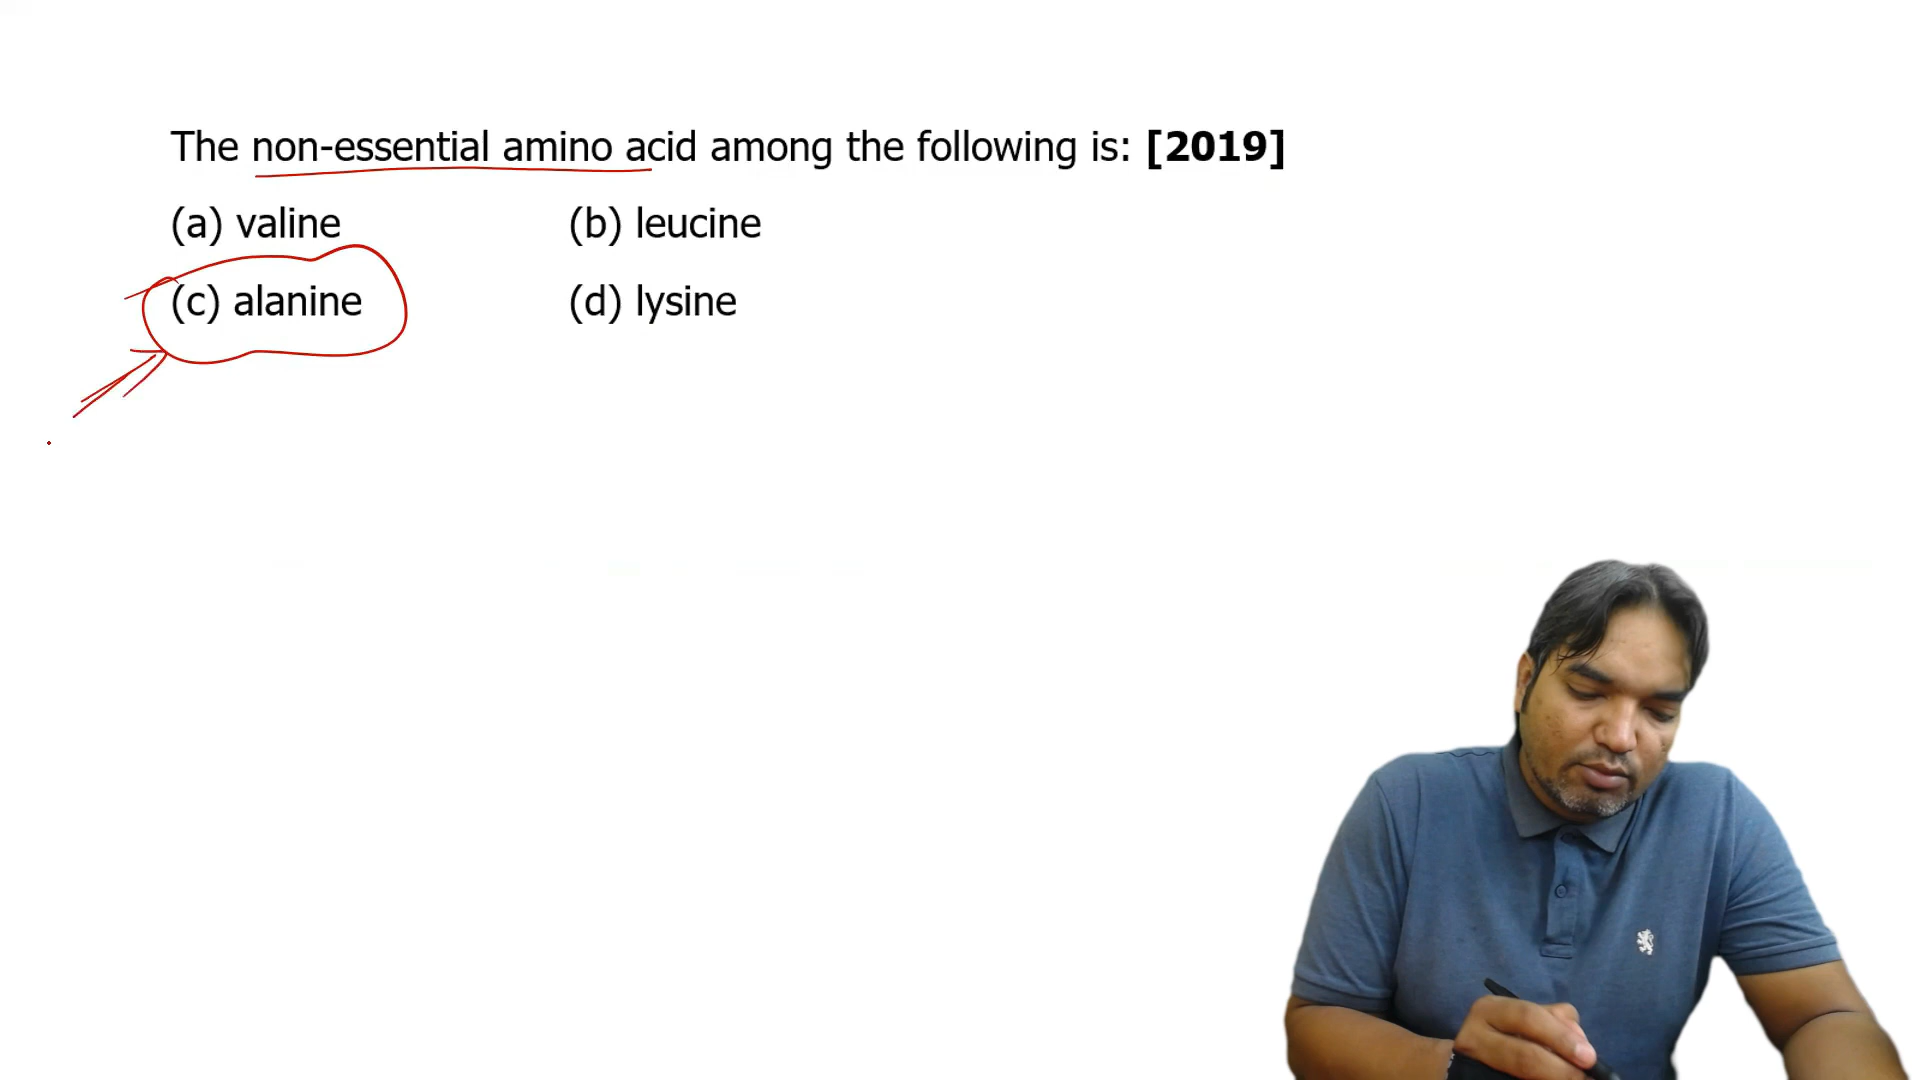 The non-essential amino acid among the following is: [2019]
(a) valine (b) leucine
(c) alanine (d) lysine